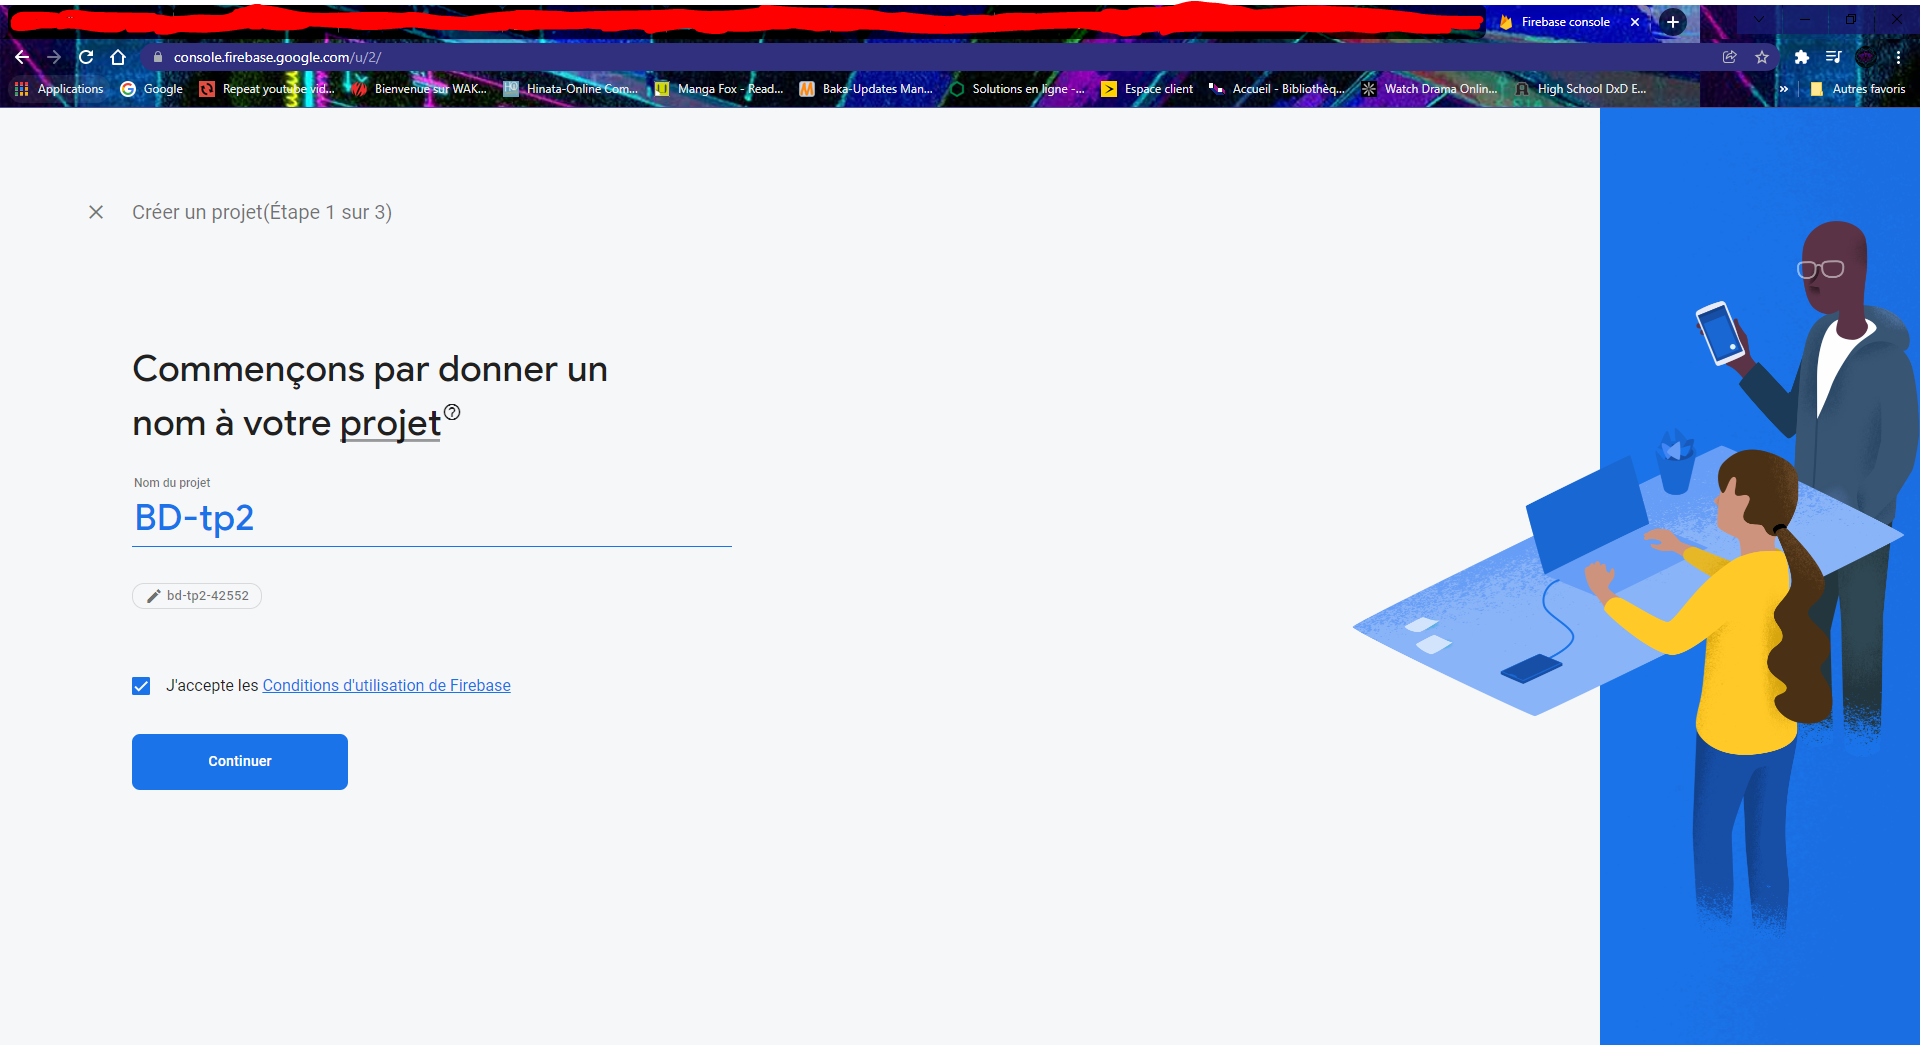 Firebase console
console.firebase.google.com/u/2/
Applications
Google
Repeat youtube vid...
Bienvenue sur WAK...
Hinata-Online Com...
Manga Fox - Read...
Baka-Updates Man...
Solutions en ligne -...
Espace client
Accueil - Bibliothèq...
Watch Drama Onlin...
High School DxD E...
»
Autres favoris
Créer un projet(Étape 1 sur 3)
Commençons par donner un
nom à votre projet
Nom du projet
BD-tp2
bd-tp2-42552
J'accepte les Conditions d'utilisation de Firebase
Continuer